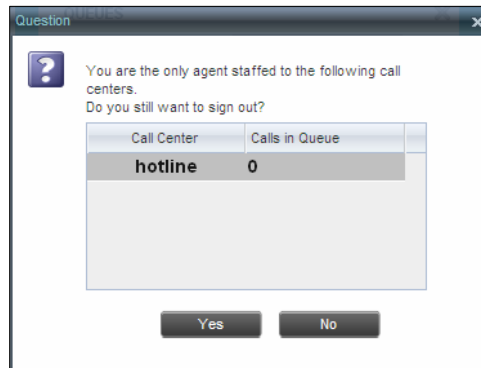 QUEUES
Question
You are the only agent staffed to the following call
centers.
Do you still want to sign out?
Call Center Calls in Queue
hotline 0
Yes No